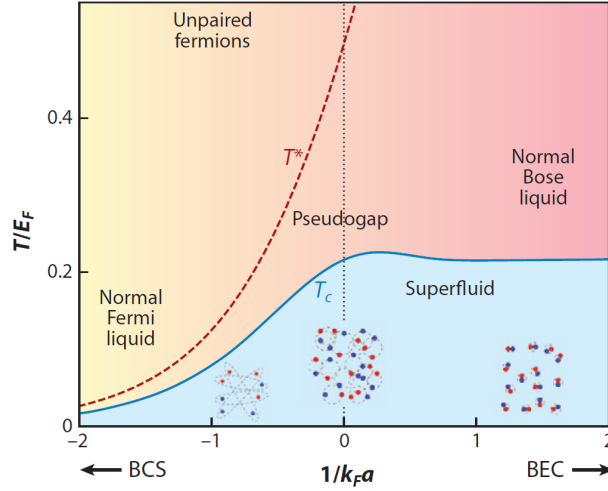 Unpaired
fermions
0.4
T*
Normal
Bose
liquid
T/E_F
Pseudogap
0.2
T_c
Superfluid
Normal
Fermi
liquid
0
−2
−1
0
1
2
← BCS
1/k_F a
BEC →